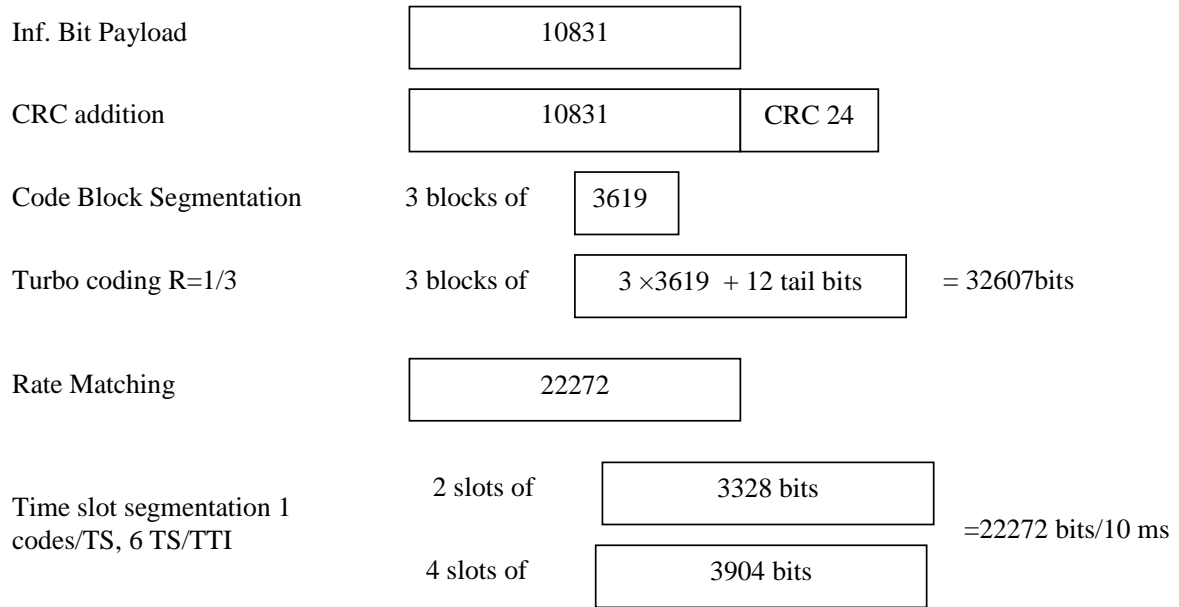 Inf. Bit Payload 10831
CRC addition 10831 CRC 24
Code Block Segmentation 3 blocks of 3619
Turbo coding R=1/3 3 blocks of 3 ×3619 + 12 tail bits = 32607bits
Rate Matching 22272
2 slots of 3328 bits
Time slot segmentation 1
codes/TS, 6 TS/TTI
=22272 bits/10 ms
4 slots of 3904 bits